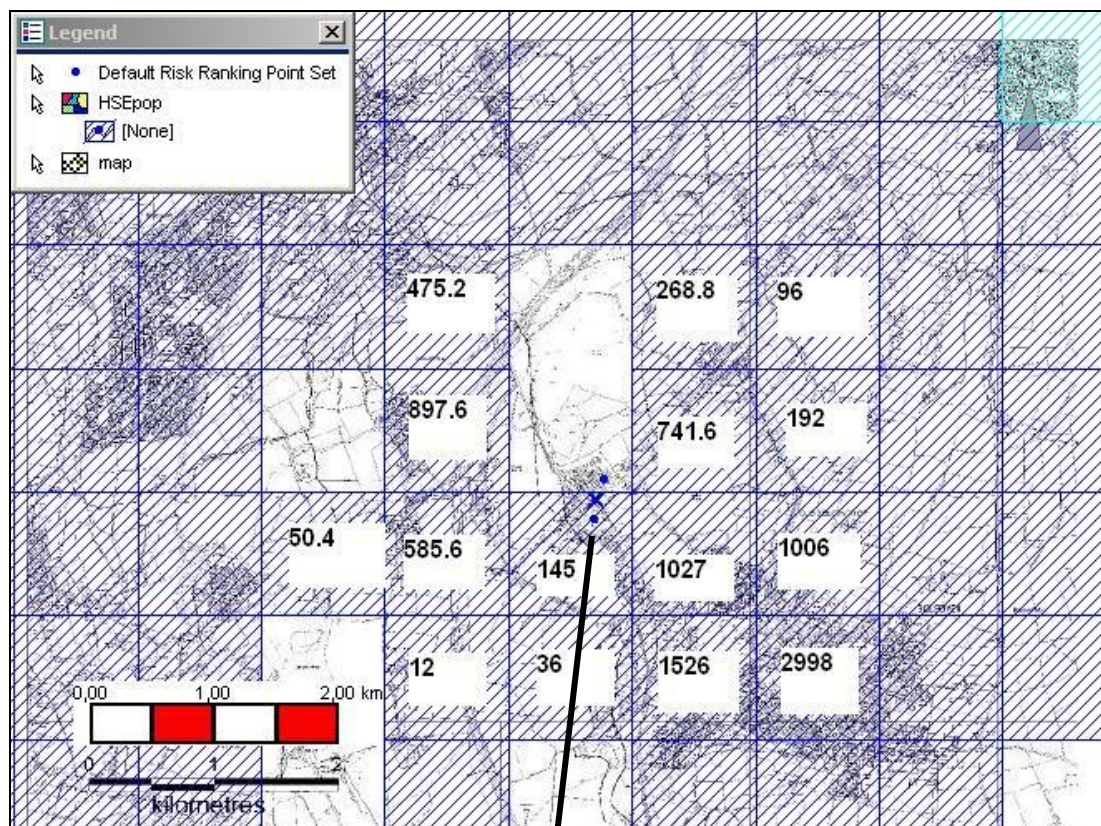 Legend
Default Risk Ranking Point Set
HSEpop
[None]
map
475.2
268.8
96
897.6
741.6
192
50.4
585.6
145
1027
1006
12
36
1526
2998
0,00 1,00 2,00 km
0 1 2
kilometres